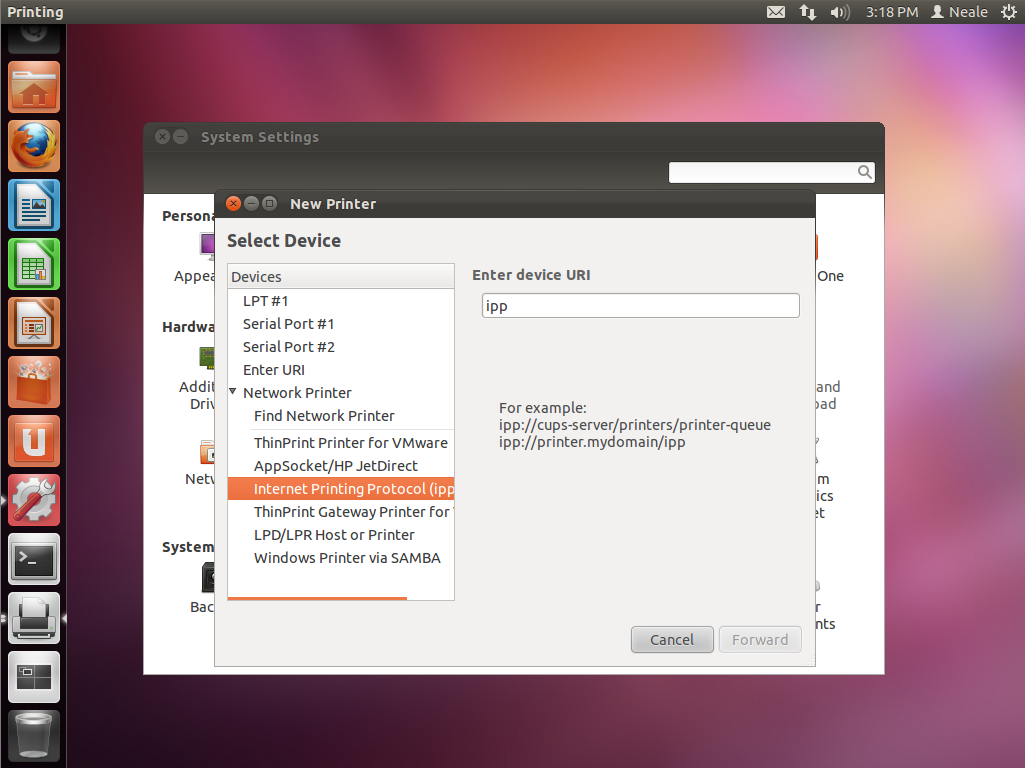 Printing
3:18 PM
Neale
System Settings
New Printer
Select Device
Devices
LPT #1
Serial Port #1
Serial Port #2
Enter URI
Network Printer
Find Network Printer
ThinPrint Printer for VMware
AppSocket/HP JetDirect
Internet Printing Protocol (ipp
ThinPrint Gateway Printer for
LPD/LPR Host or Printer
Windows Printer via SAMBA
Enter device URI
ipp
For example:
ipp://cups-server/printers/printer-queue
ipp://printer.mydomain/ipp
Cancel
Forward
Persona
Appea
One
Hardwa
Addit
Driv
and
oad
Netw
m
ics
et
System
Bac
r
nts